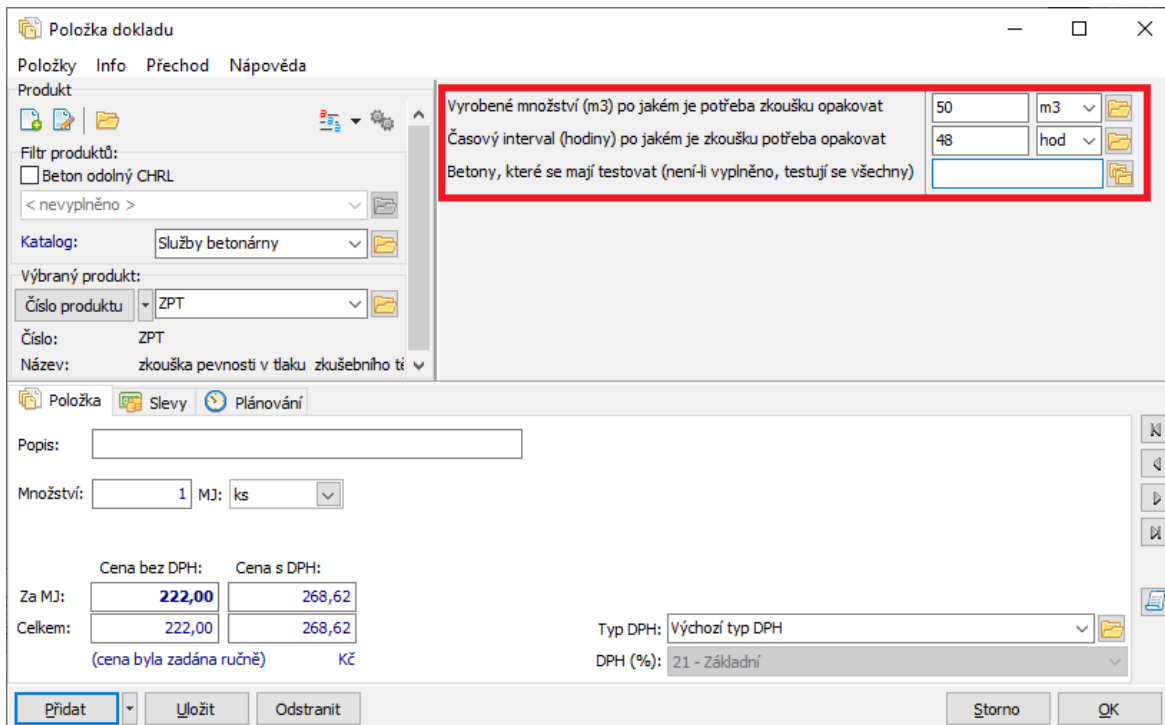 Položka dokladu
Položky Info Přechod Nápověda
Produkt
Filtr produktů:
Beton odolný CHRL
< nevyplněno >
Katalog: Služby betonárny
Výbraný produkt:
Číslo produktu ZPT
Číslo: ZPT
Název: zkouška pevnosti v tlaku zkušebního tě
Vyrobené množství (m3) po jakém je potřeba zkoušku opakovat 50 m3
Časový interval (hodiny) po jakém je zkoušku potřeba opakovat 48 hod
Betony, které se mají testovat (není-li vyplněno, testují se všechny)
Položka Slevy Plánování
Popis:
Množství: 1 MJ: ks
Cena bez DPH: Cena s DPH:
Za MJ: 222,00 268,62
Celkem: 222,00 268,62
(cena byla zadána ručně) Kč
Typ DPH: Výchozí typ DPH
DPH (%): 21 - Základní
Přidat Uložit Odstranit Storno OK